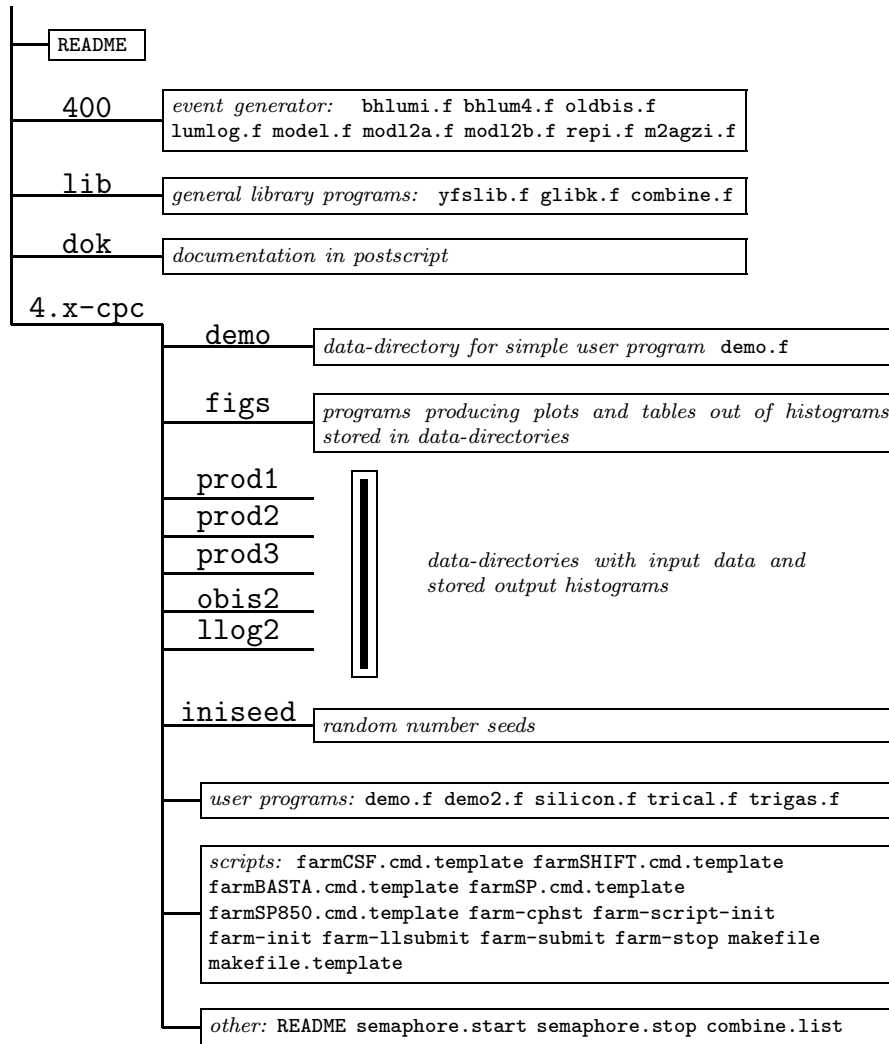 README
400
event generator: bhlumi.f bhlum4.f oldbis.f
lumlog.f model.f modl2a.f modl2b.f repi.f m2agzi.f
lib
general library programs: yfslib.f glibk.f combine.f
dok
documentation in postscript
4.x-cpc
demo
data-directory for simple user program demo.f
figs
programs producing plots and tables out of histograms
stored in data-directories
prod1
prod2
prod3
obis2
llog2
data-directories with input data and
stored output histograms
iniseed
random number seeds
user programs: demo.f demo2.f silicon.f trical.f trigas.f
scripts: farmCSF.cmd.template farmSHIFT.cmd.template
farmBASTA.cmd.template farmSP.cmd.template
farmSP850.cmd.template farm-cphst farm-script-init
farm-init farm-llsubmit farm-submit farm-stop makefile
makefile.template
other: README semaphore.start semaphore.stop combine.list